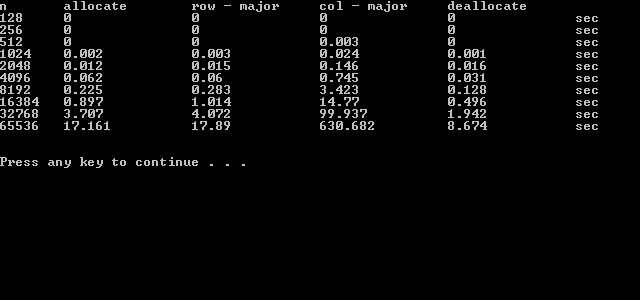 n allocate row - major col - major deallocate
128 0 0 0 0 sec
256 0 0 0 0 sec
512 0 0 0.003 0 sec
1024 0.002 0.003 0.024 0.001 sec
2048 0.012 0.015 0.146 0.016 sec
4096 0.062 0.06 0.745 0.031 sec
8192 0.225 0.283 3.423 0.128 sec
16384 0.897 1.014 14.77 0.496 sec
32768 3.707 4.072 99.937 1.942 sec
65536 17.161 17.89 630.682 8.674 sec
Press any key to continue . . .